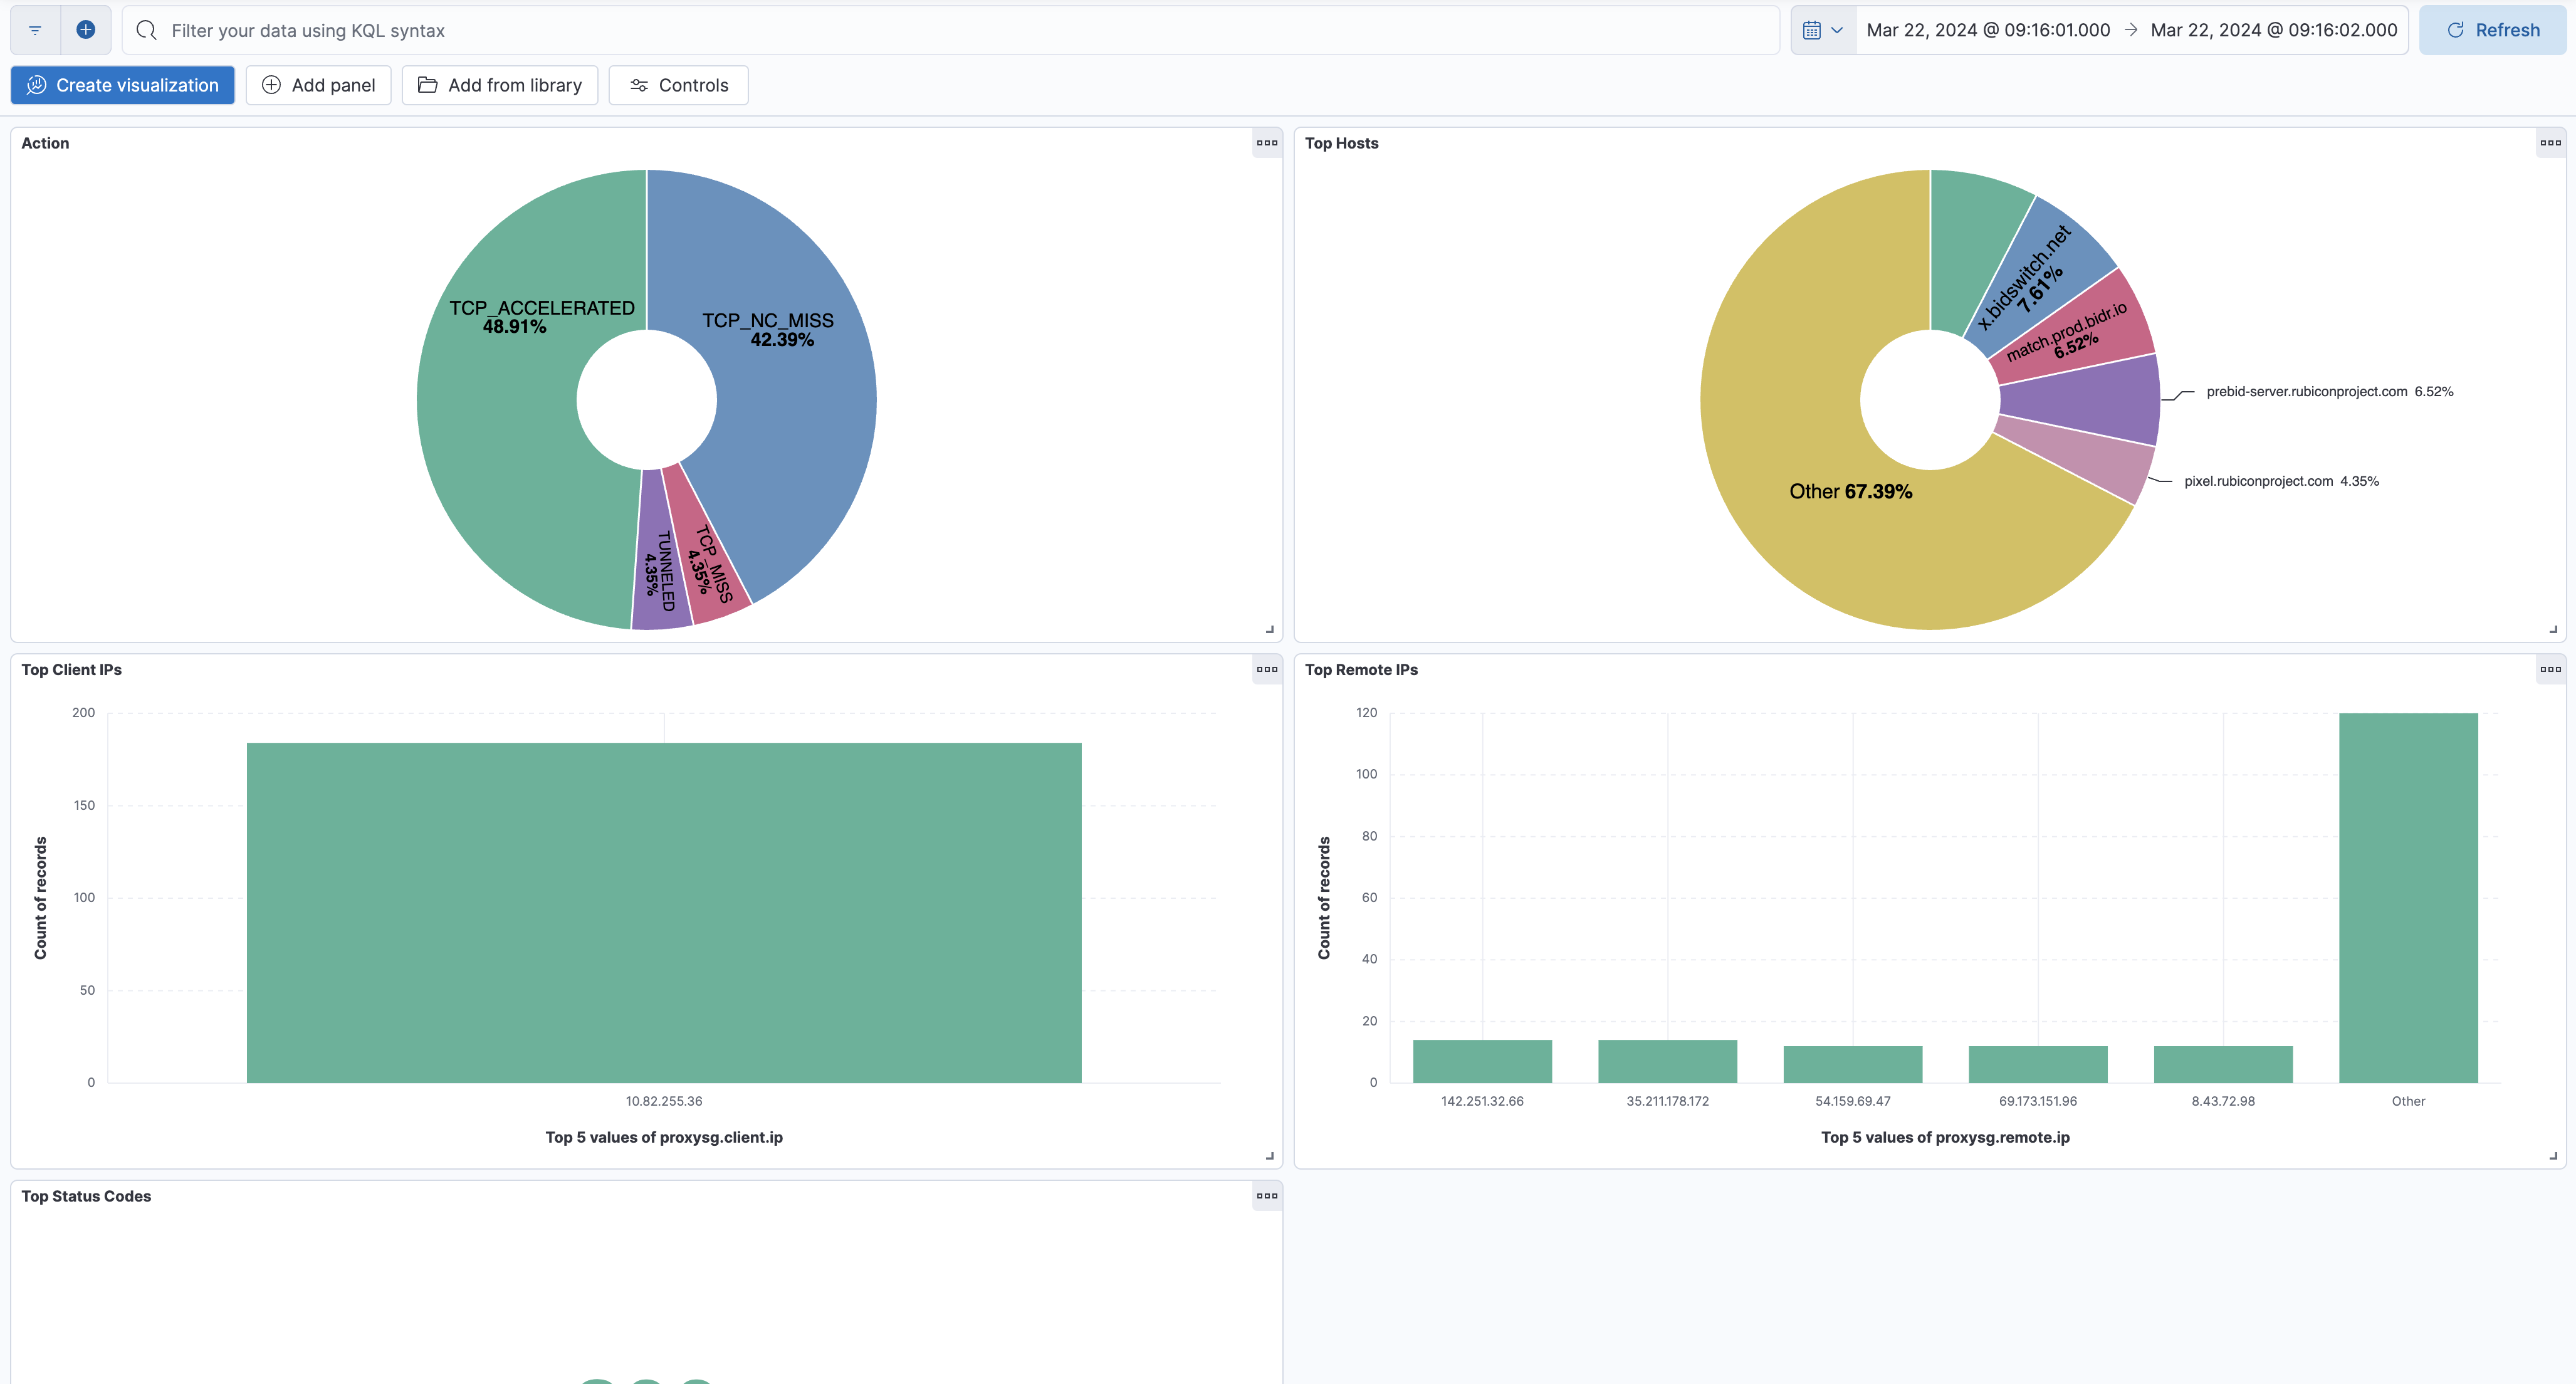 Filter your data using KQL syntax
Mar 22, 2024 @ 09:16:01.000 → Mar 22, 2024 @ 09:16:02.000
Refresh
Create visualization
Add panel
Add from library
Controls
Action
TCP_ACCELERATED
48.91%
TCP_NC_MISS
42.39%
TUNNELED
4.35%
TCP_MISS
4.35%
Top Hosts
x.bidswitch.net
7.61%
match.prod.bidr.io
6.52%
prebid-server.rubiconproject.com 6.52%
pixel.rubiconproject.com 4.35%
Other 67.39%
Top Client IPs
200
150
100
50
0
Count of records
10.82.255.36
Top 5 values of proxysg.client.ip
Top Remote IPs
120
100
80
60
40
20
0
Count of records
142.251.32.66
35.211.178.172
54.159.69.47
69.173.151.96
8.43.72.98
Other
Top 5 values of proxysg.remote.ip
Top Status Codes